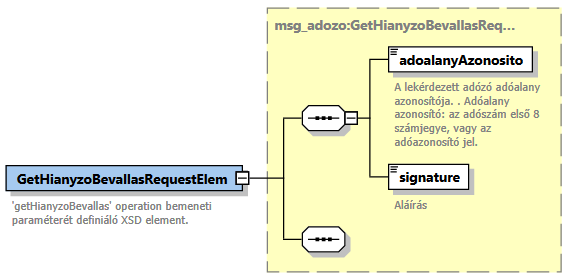 msg_adozo:GetHianyzoBevallasReq...
adoalanyAzonosito
A lekérdezett adózó adóalany
azonosítója. . Adóalany
azonosító: az adószám első 8
számjegye, vagy az
adóazonosító jel.
GetHianyzoBevallasRequestElem
'getHianyzoBevallas' operation bemeneti
paraméterét definiáló XSD element.
signature
Aláírás